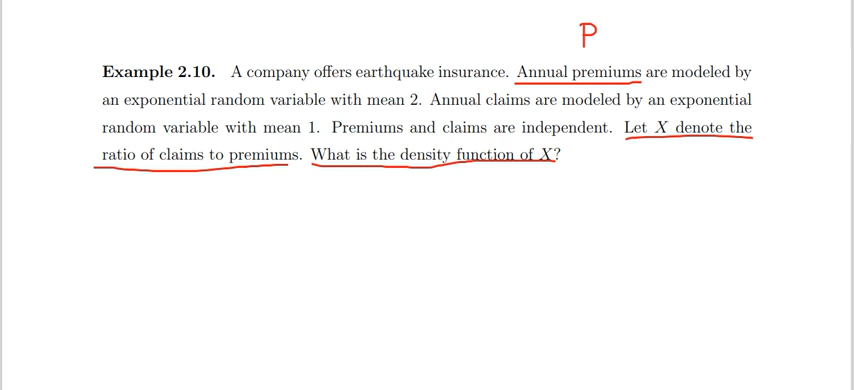 P
Example 2.10. A company offers earthquake insurance. Annual premiums are modeled by
an exponential random variable with mean 2. Annual claims are modeled by an exponential
random variable with mean 1. Premiums and claims are independent. Let X denote the
ratio of claims to premiums. What is the density function of X?